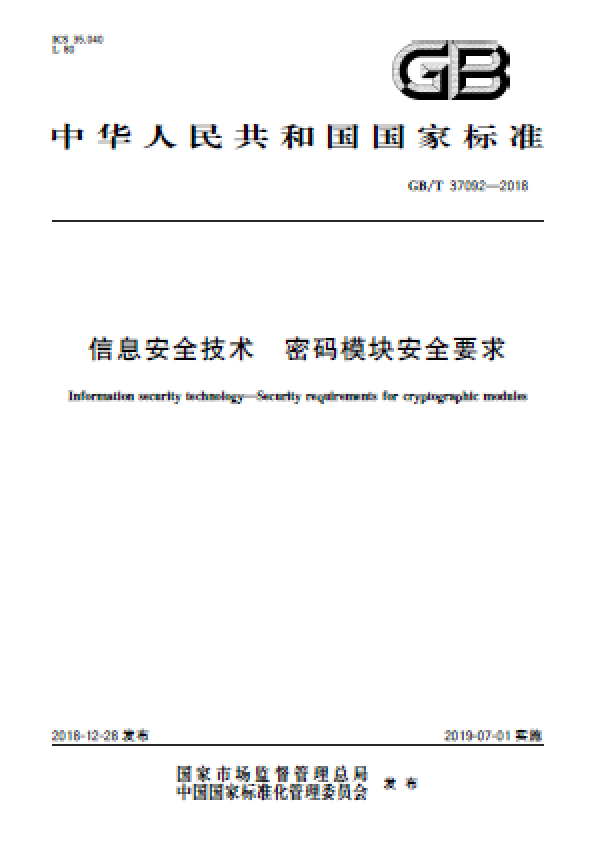 ICS 35.040
L 80
GB
中华人民共和国国家标准
GB/T 37092—2018
信息安全技术 密码模块安全要求
Information security technology—Security requirements for cryptographic modules
2018-12-28 发布
2019-07-01 实施
国家市场监督管理总局
中国国家标准化管理委员会
发布